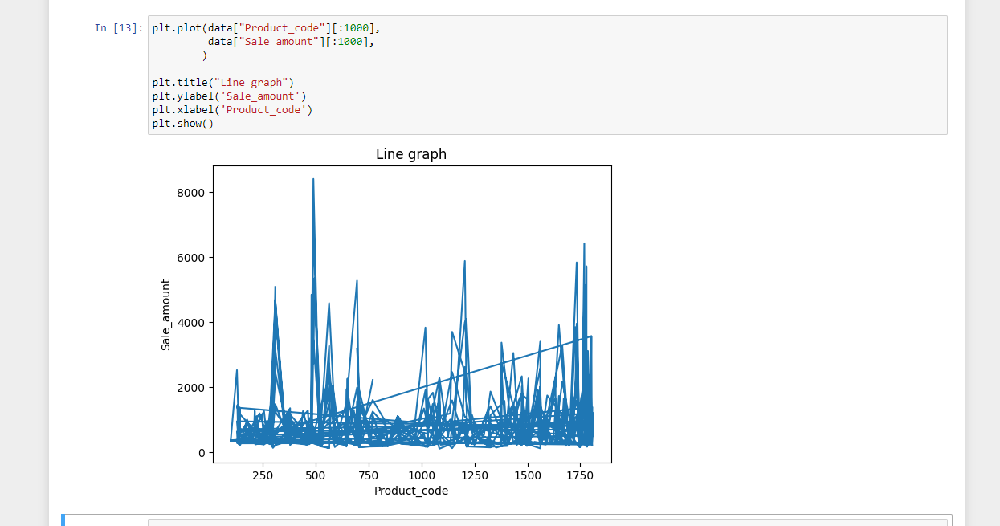 In [13]: plt.plot(data["Product_code"][:1000],
data["Sale_amount"][:1000],
)
plt.title("Line graph")
plt.ylabel('Sale_amount')
plt.xlabel('Product_code')
plt.show()
Line graph
8000
6000
4000
2000
0
Sale_amount
250 500 750 1000 1250 1500 1750
Product_code